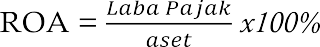 ROA = Laba Pajak / aset x100%